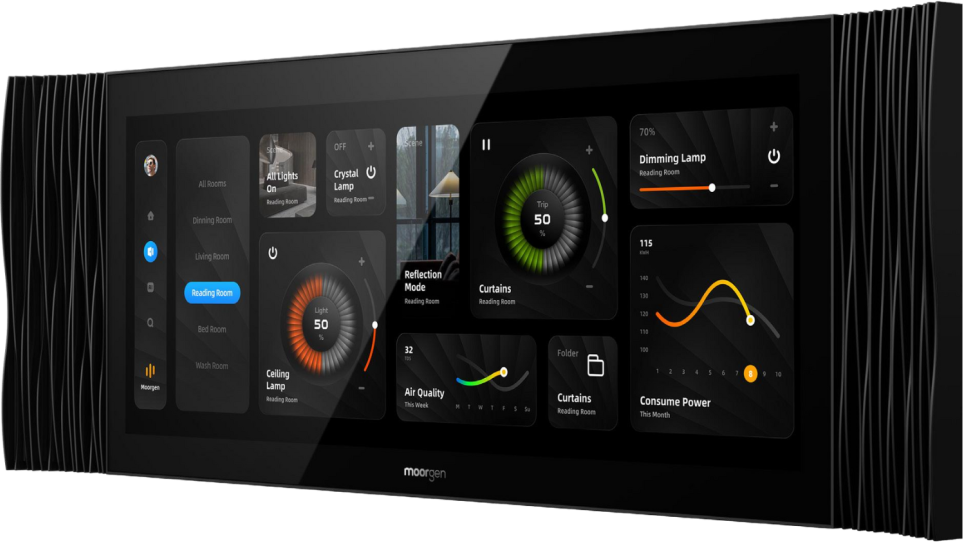 Moorgen
All Rooms
Dinning Room
Living Room
Reading Room
Bed Room
Wash Room
All Lights
On
Reading Room
OFF
Crystal
Lamp
Reading Room
Light
50
%
Ceiling
Lamp
Reading Room
Scene
Reflection
Mode
Reading Room
Trip
50
%
Curtains
Reading Room
32
Air Quality
This Week
M T W T F S Su
Folder
Curtains
Reading Room
70%
Dimming Lamp
Reading Room
115
140
130
120
110
100
1 2 3 4 5 6 7 8 9 10
Consume Power
This Month
moorgen